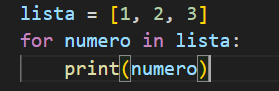 lista = [1, 2, 3]
for numero in lista:
    print(numero)